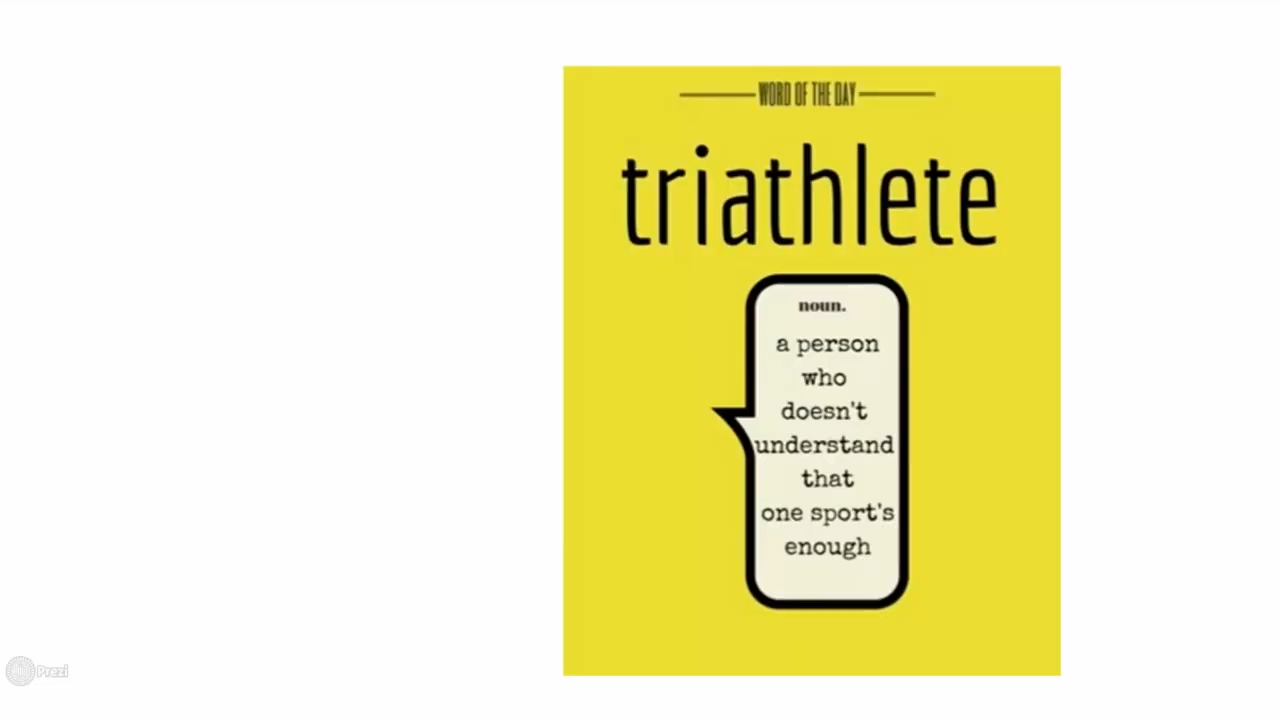 WORD OF THE DAY
triathlete
noun.
a person
who
doesn't
understand
that
one sport's
enough
Prezi